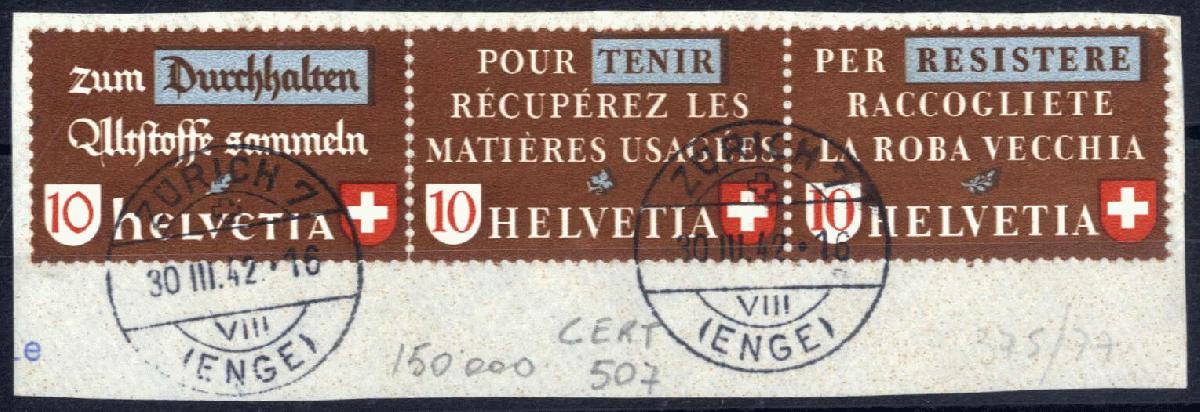 zum Durchhalten
Altstoffe sammeln
10 HELVETIA
POUR TENIR
RÉCUPÉREZ LES
MATIÈRES USAGÉES
10 HELVETIA
PER RESISTERE
RACCOGLIETE
LA ROBA VECCHIA
10 HELVETIA
ZÜRICH 7
30 III.42 · 16
VIII
(ENGE)
ZÜRICH 7
30 III.42 · 16
VIII
(ENGE)
150'000
CERT
507
375/77